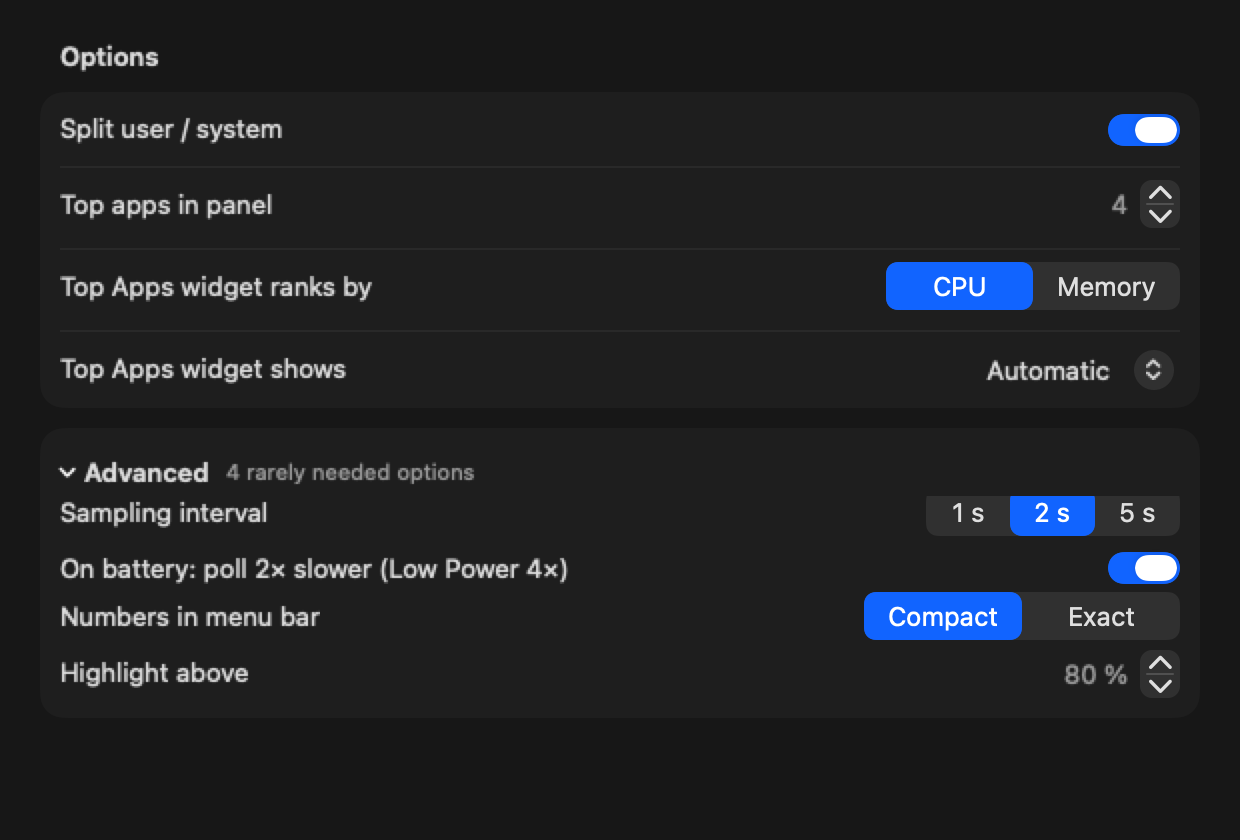 Options
Split user / system
Top apps in panel 4
Top Apps widget ranks by CPU Memory
Top Apps widget shows Automatic
Advanced 4 rarely needed options
Sampling interval 1 s 2 s 5 s
On battery: poll 2× slower (Low Power 4×)
Numbers in menu bar Compact Exact
Highlight above 80 %